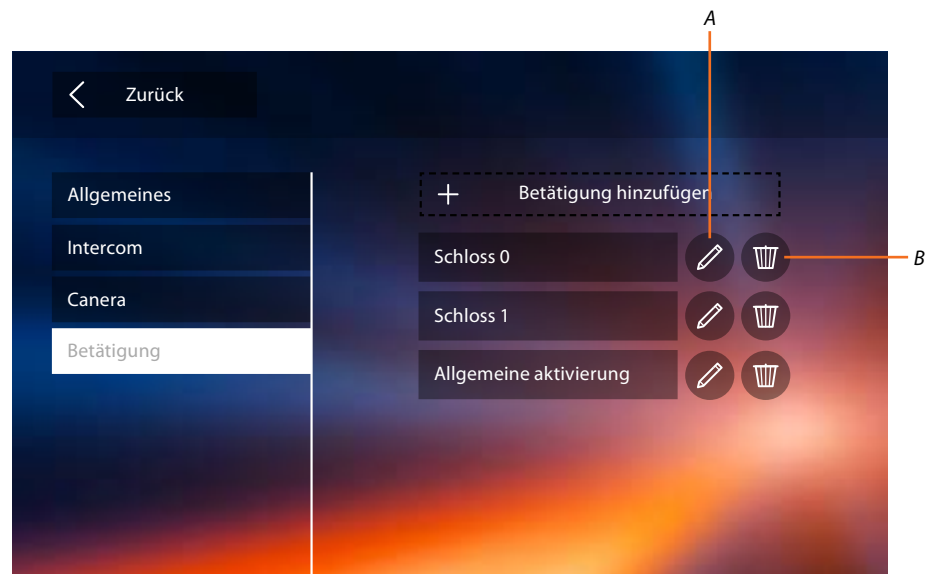 A
Zurück
Allgemeines
Intercom
Canera
Betätigung
Betätigung hinzufügen
Schloss 0
B
Schloss 1
Allgemeine aktivierung